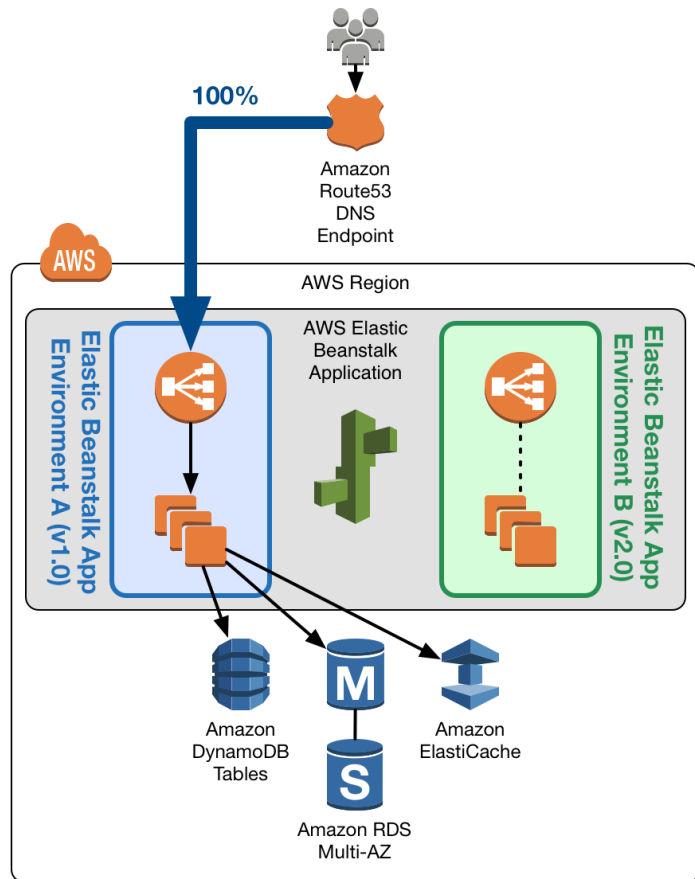 100%
Amazon
Route53
DNS
Endpoint
AWS
AWS Region
Elastic Beanstalk App
Environment A (v1.0)
AWS Elastic
Beanstalk
Application
Elastic Beanstalk App
Environment B (v2.0)
Amazon
DynamoDB
Tables
M
S
Amazon RDS
Multi-AZ
Amazon
ElastiCache